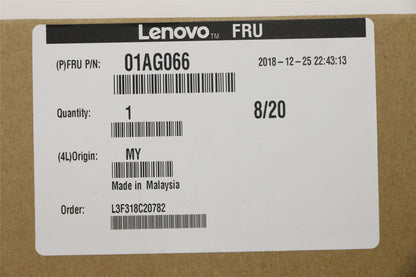 Lenovo™ FRU
(P)FRU P/N: 01AG066 2018-12-25 22:43:13
Quantity: 1 8/20
(4L)Origin: MY
Made in Malaysia
Order: L3F318C20782